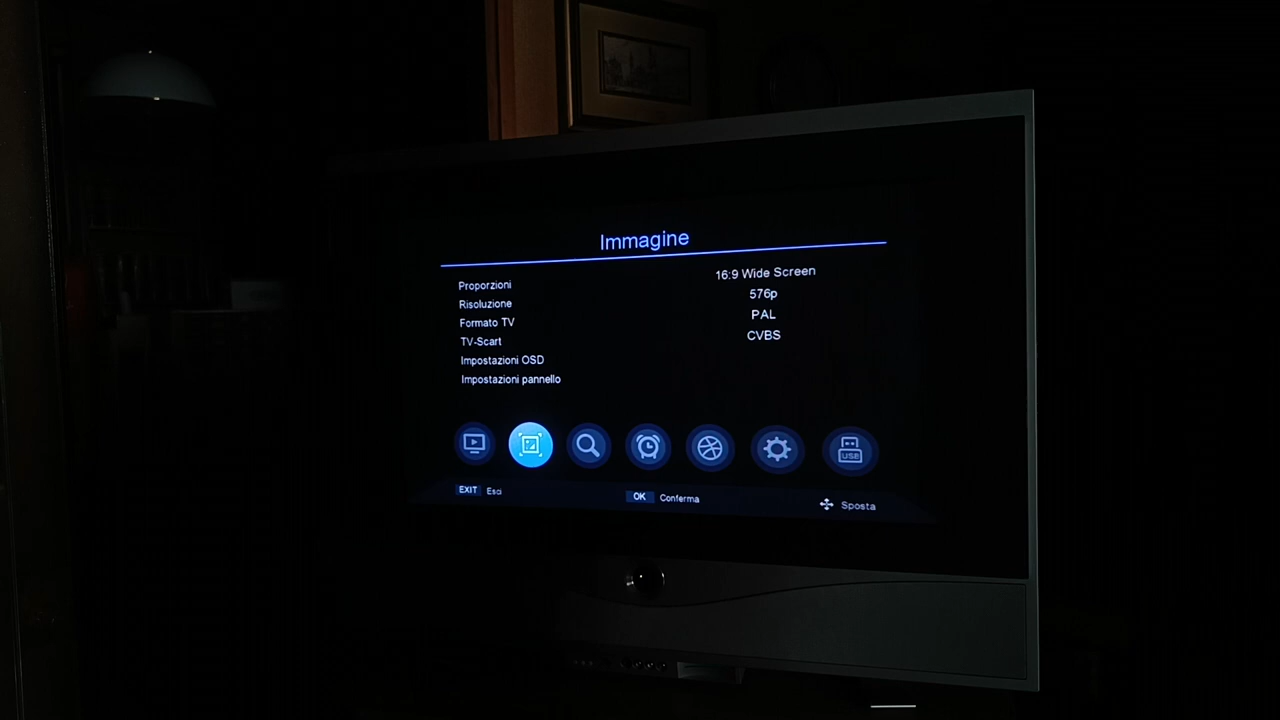 Immagine
Proporzioni 16:9 Wide Screen
Risoluzione 576p
Formato TV PAL
TV-Scart CVBS
Impostazioni OSD
Impostazioni pannello
USB
EXIT Esci OK Conferma Sposta